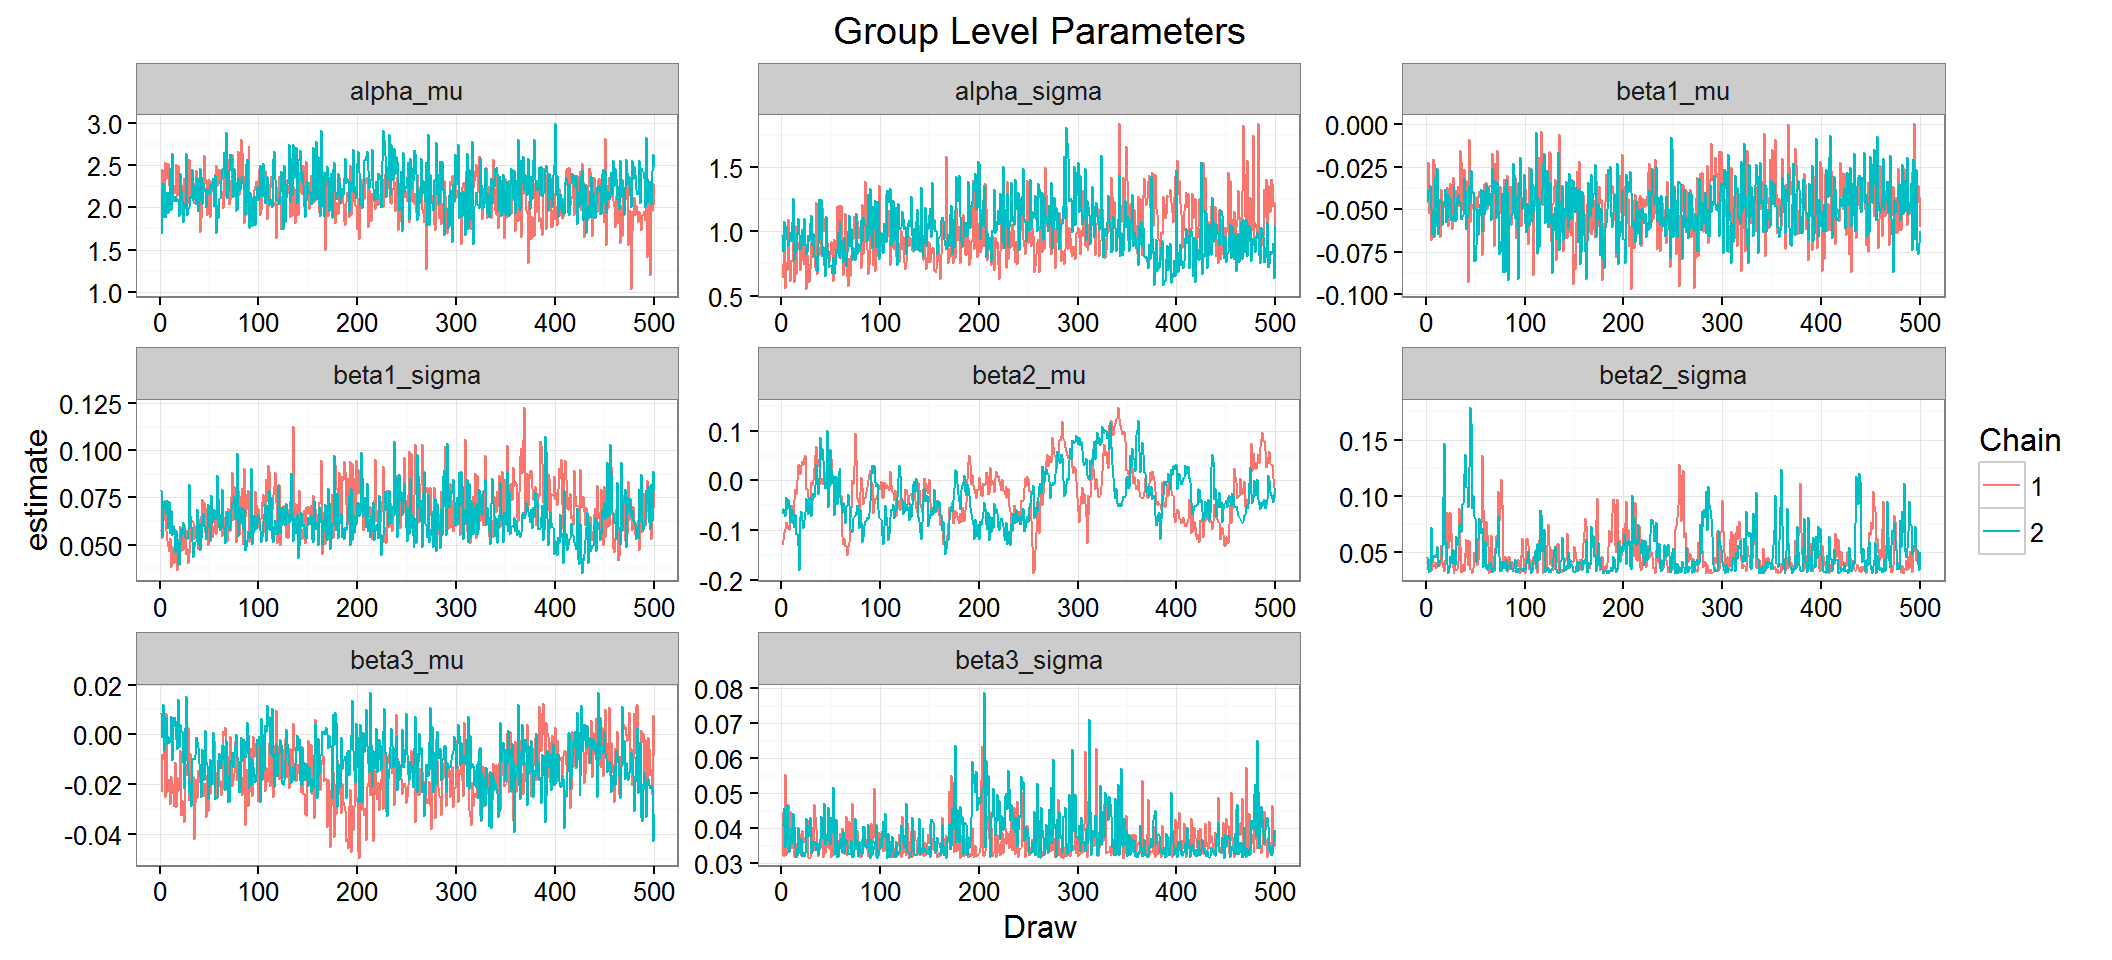 Group Level Parameters
alpha_mu
alpha_sigma
beta1_mu
3.0
2.5
2.0
1.5
1.0
0 100 200 300 400 500
1.5
1.0
0.5
0 100 200 300 400 500
0.000
-0.025
-0.050
-0.075
-0.100
0 100 200 300 400 500
beta1_sigma
beta2_mu
beta2_sigma
estimate
0.125
0.100
0.075
0.050
0 100 200 300 400 500
0.1
0.0
-0.1
-0.2
0 100 200 300 400 500
0.15
0.10
0.05
0 100 200 300 400 500
Chain
1
2
beta3_mu
beta3_sigma
0.02
0.00
-0.02
-0.04
0 100 200 300 400 500
0.08
0.07
0.06
0.05
0.04
0.03
0 100 200 300 400 500
Draw